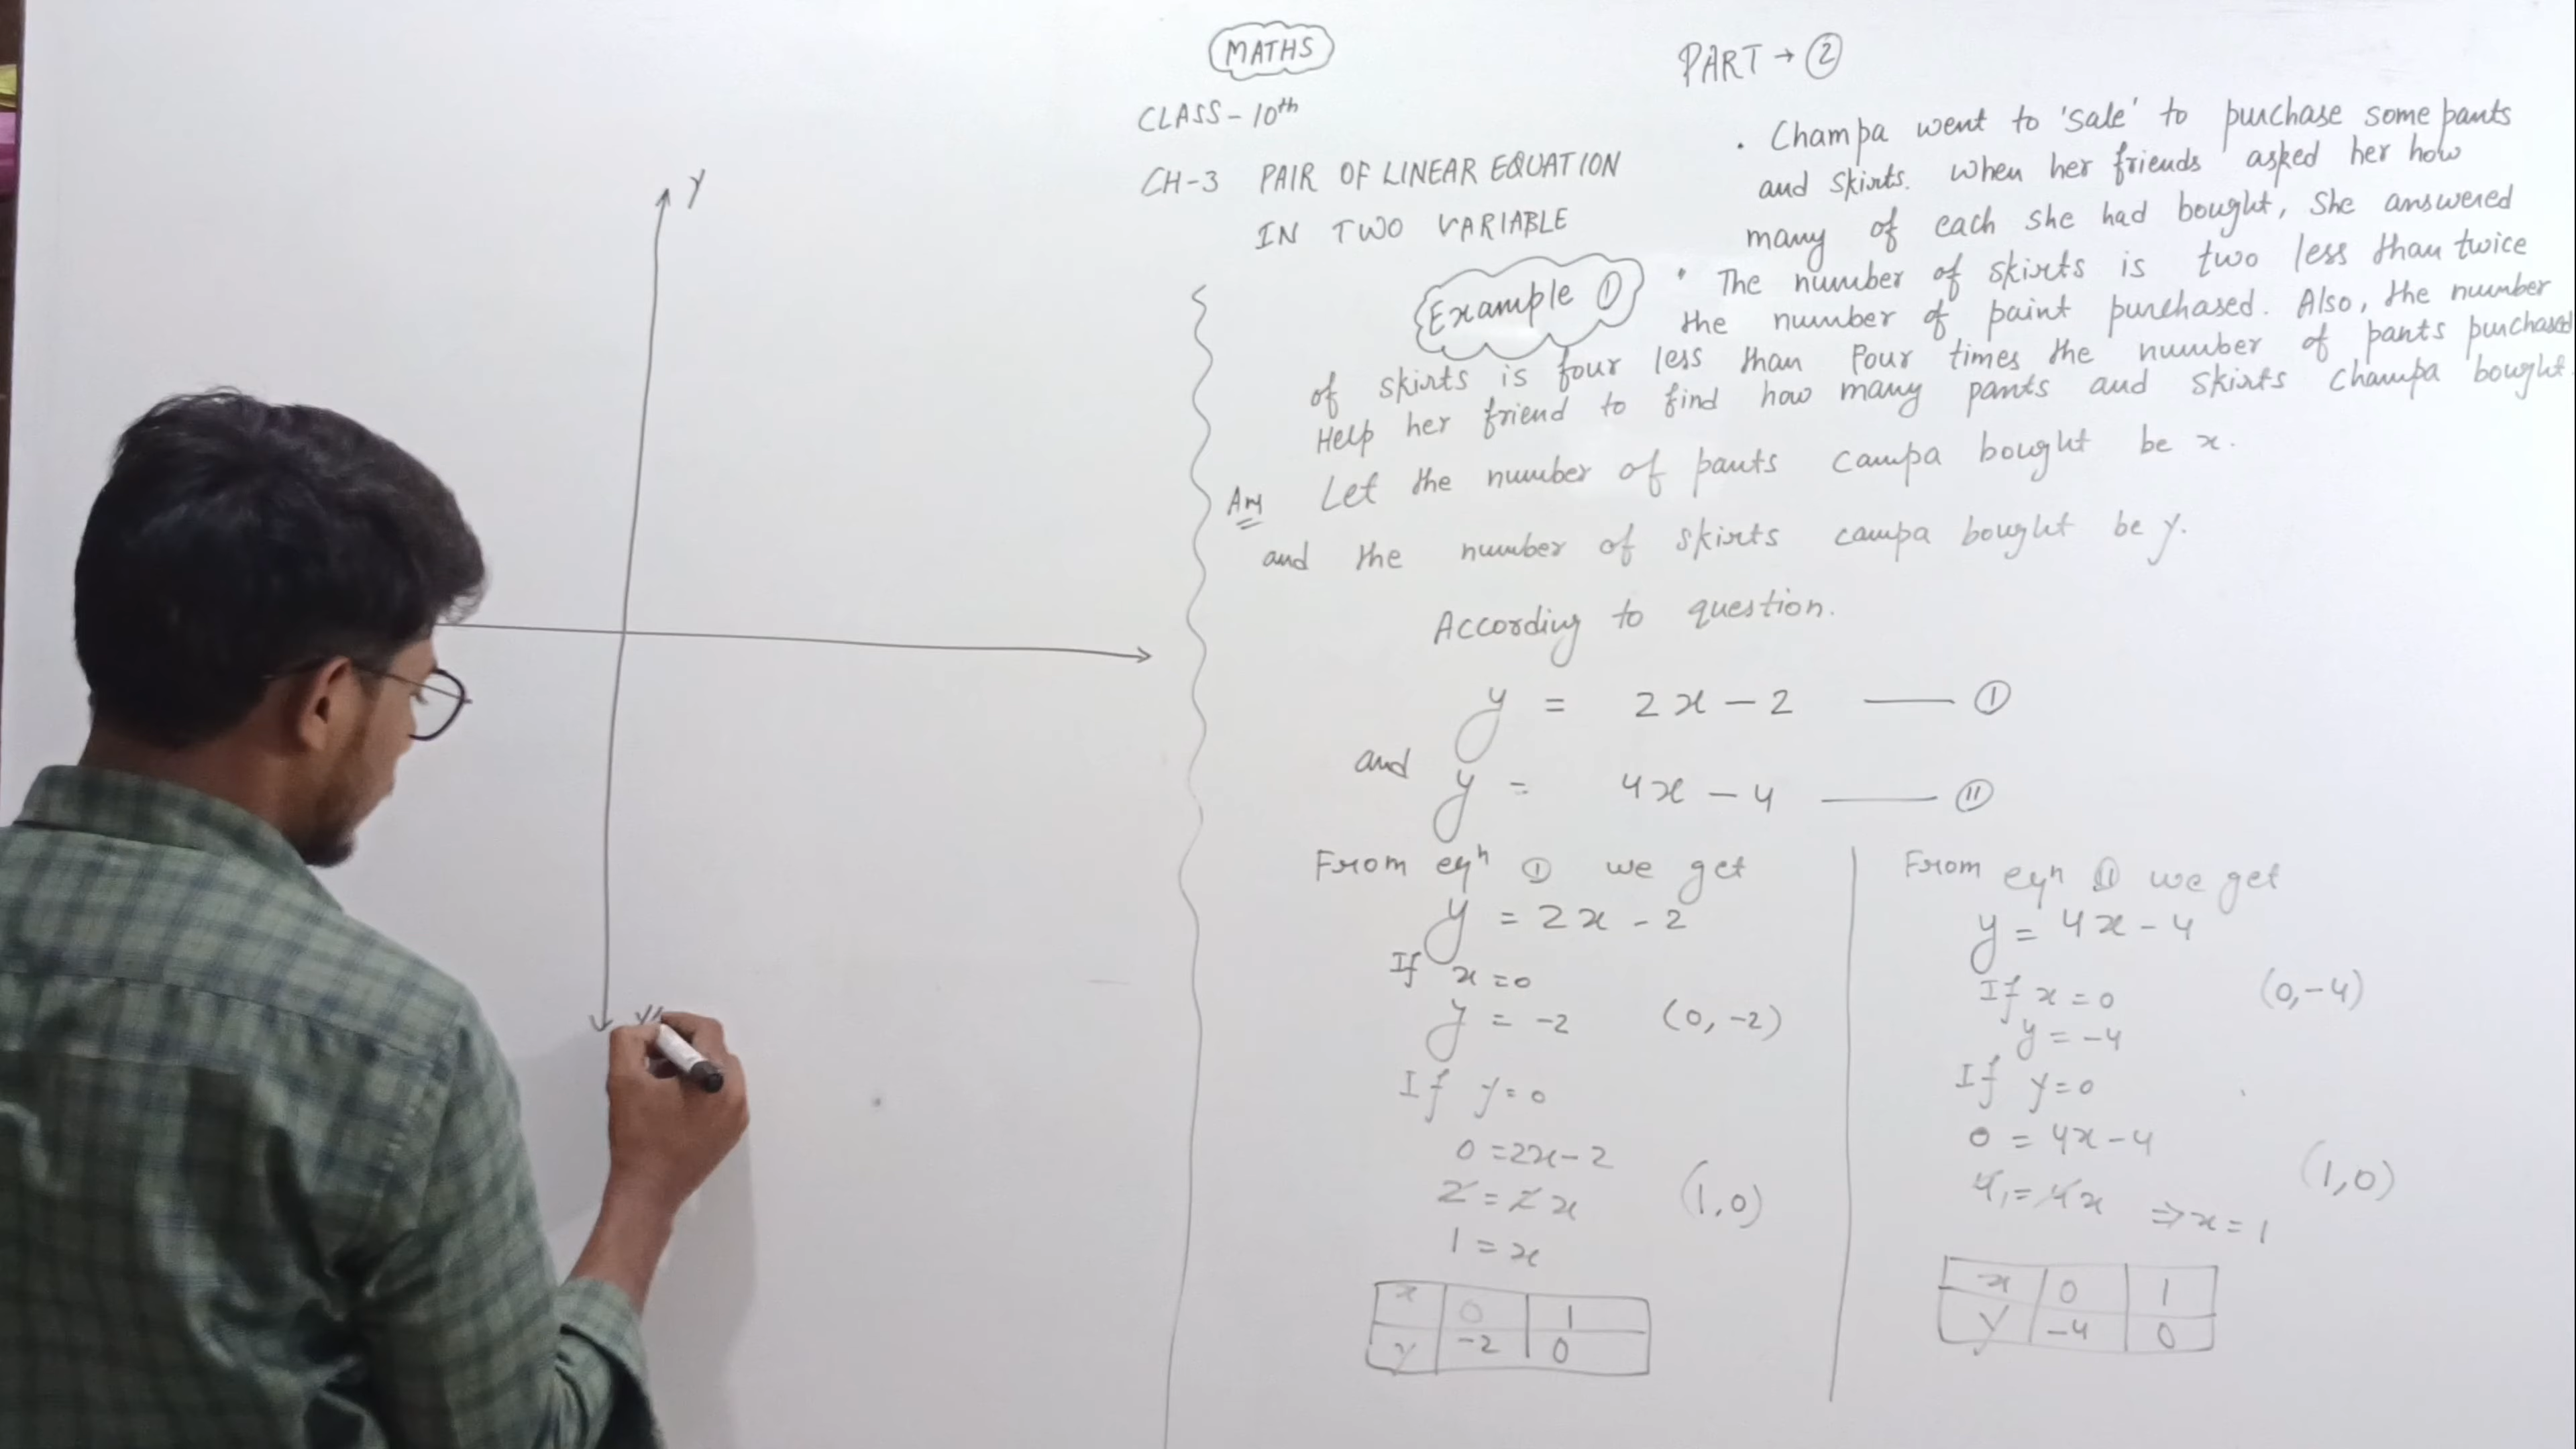 MATHS
CLASS - 10th
CH-3 PAIR OF LINEAR EQUATION
IN TWO VARIABLE
PART → ②
• Champa went to 'sale' to purchase some pants
and skirts. When her friends asked her how
many of each she had bought, she answered
Example ①
• The number of skirts is two less than twice
the number of paint purchased. Also, the number
of skirts is four less than Pour times the number of pants purchased
Help her friend to find how many pants and skirts Champa bought.
Ans Let the number of pants campa bought be x.
and the number of skirts campa bought be y.
According to question.
y = 2x - 2 —— ①
and y = 4x - 4 —— ⑪
From eqn ① we get
y = 2x - 2
If x = 0
y = -2 (0, -2)
If y = 0
0 = 2x - 2
2 = 2x (1, 0)
1 = x
x 0 1
y -2 0
From eqn ⑪ we get
y = 4x - 4
If x = 0 (0, -4)
y = -4
If y = 0
0 = 4x - 4
4 1 = 4x ⇒ x = 1 (1, 0)
x 0 1
y -4 0
y
y'